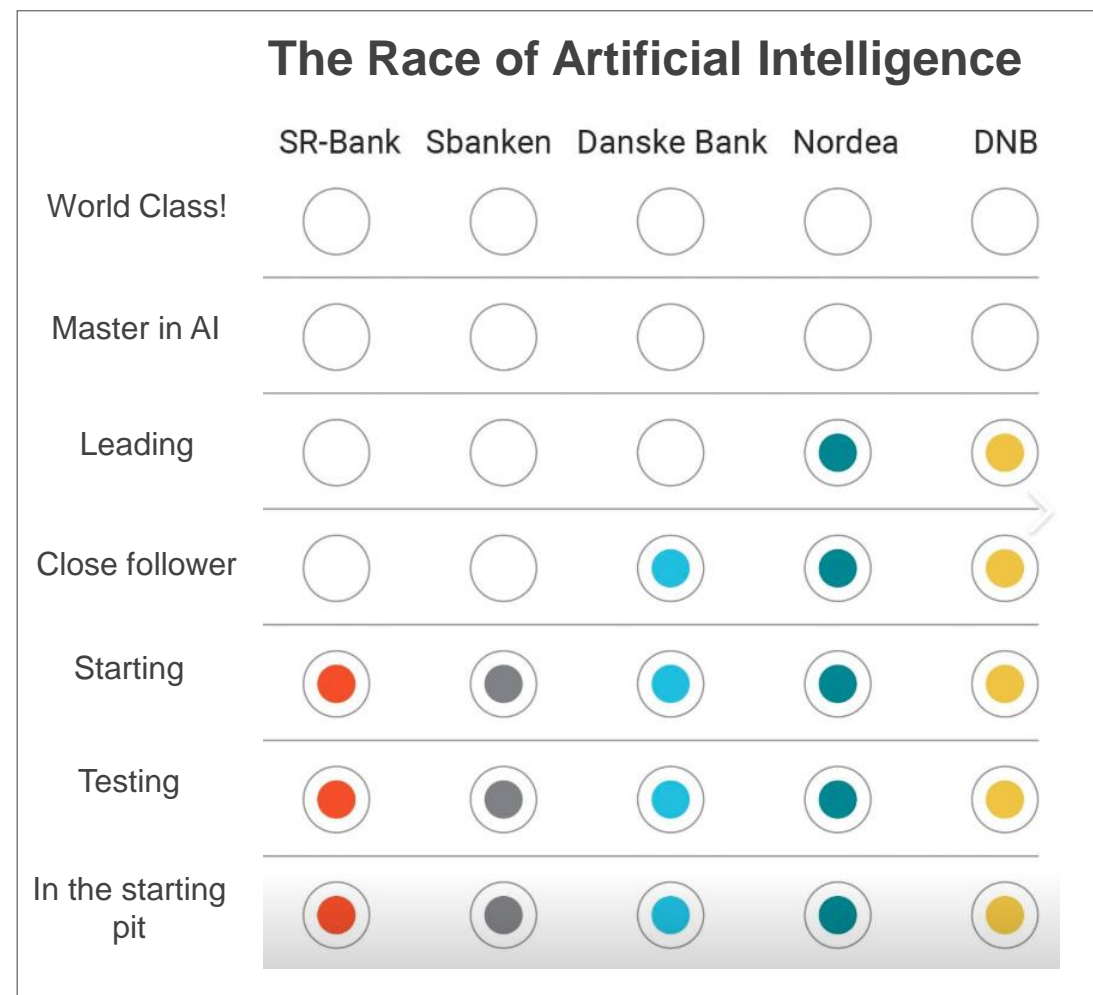 The Race of Artificial Intelligence
SR-Bank Sbanken Danske Bank Nordea DNB
World Class!
Master in AI
Leading
Close follower
Starting
Testing
In the starting
pit